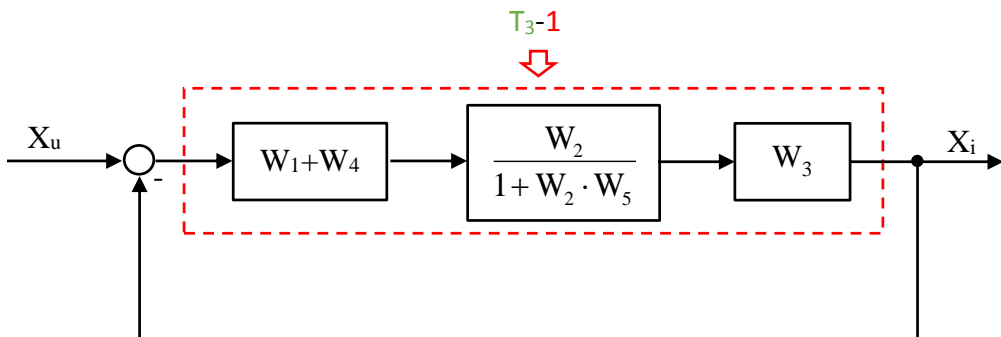 T₃-1
Xu
-
W₁+W₄
W₂
1 + W₂ · W₅
W₃
Xi